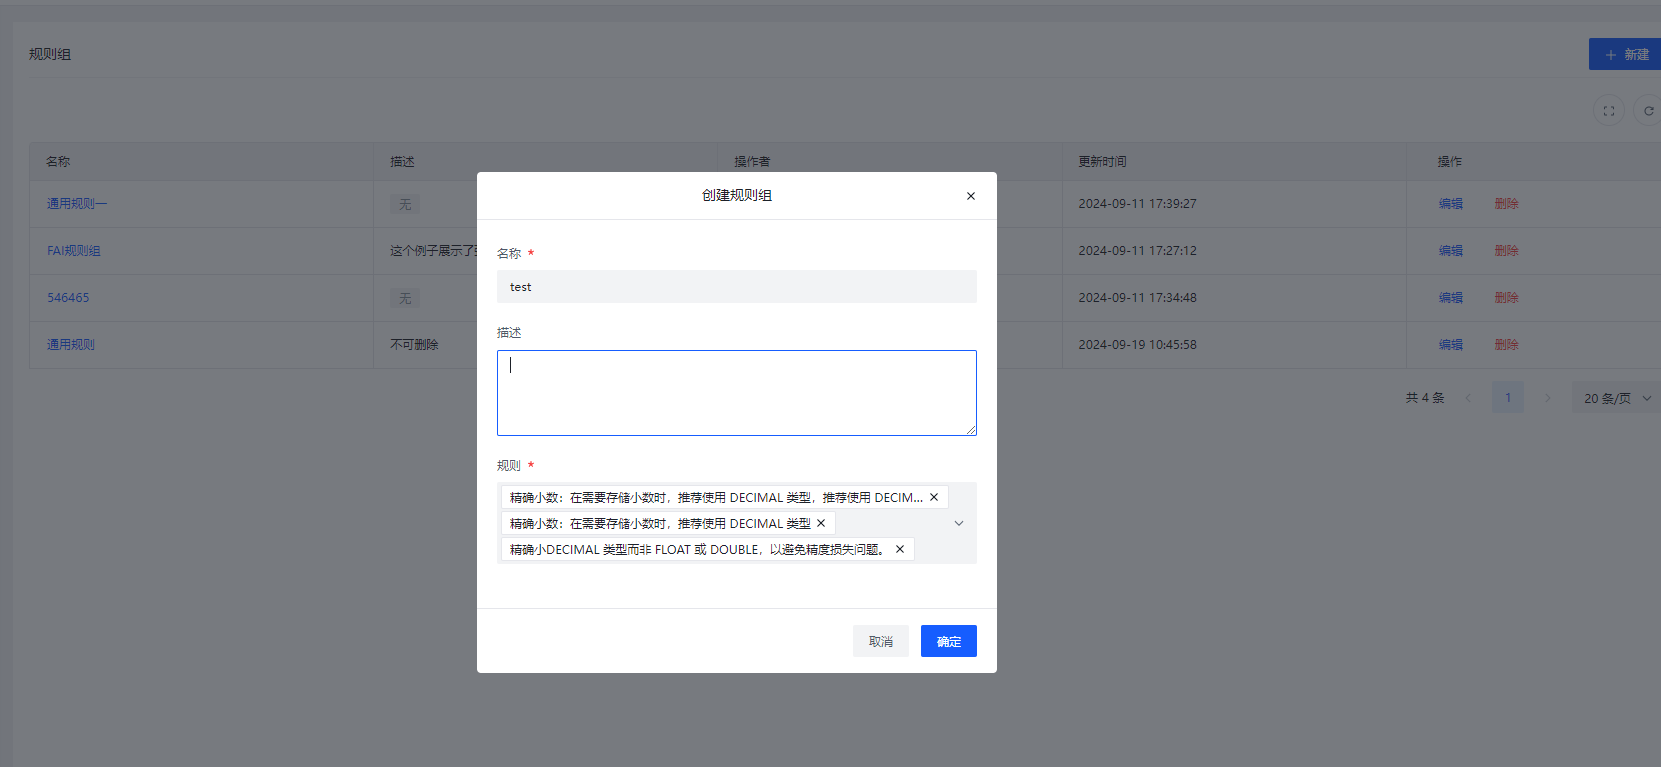 规则组
新建
名称 描述 操作者 更新时间 操作
通用规则一 无 2024-09-11 17:39:27 编辑 删除
FAI规则组 这个例子展示了 2024-09-11 17:27:12 编辑 删除
546465 无 2024-09-11 17:34:48 编辑 删除
通用规则 不可删除 2024-09-19 10:45:58 编辑 删除
共 4 条 1 20 条/页
创建规则组
名称 *
test
描述
规则 *
精确小数：在需要存储小数时，推荐使用 DECIMAL 类型，推荐使用 DECIM...
精确小数：在需要存储小数时，推荐使用 DECIMAL 类型
精确小DECIMAL 类型而非 FLOAT 或 DOUBLE，以避免精度损失问题。
取消 确定